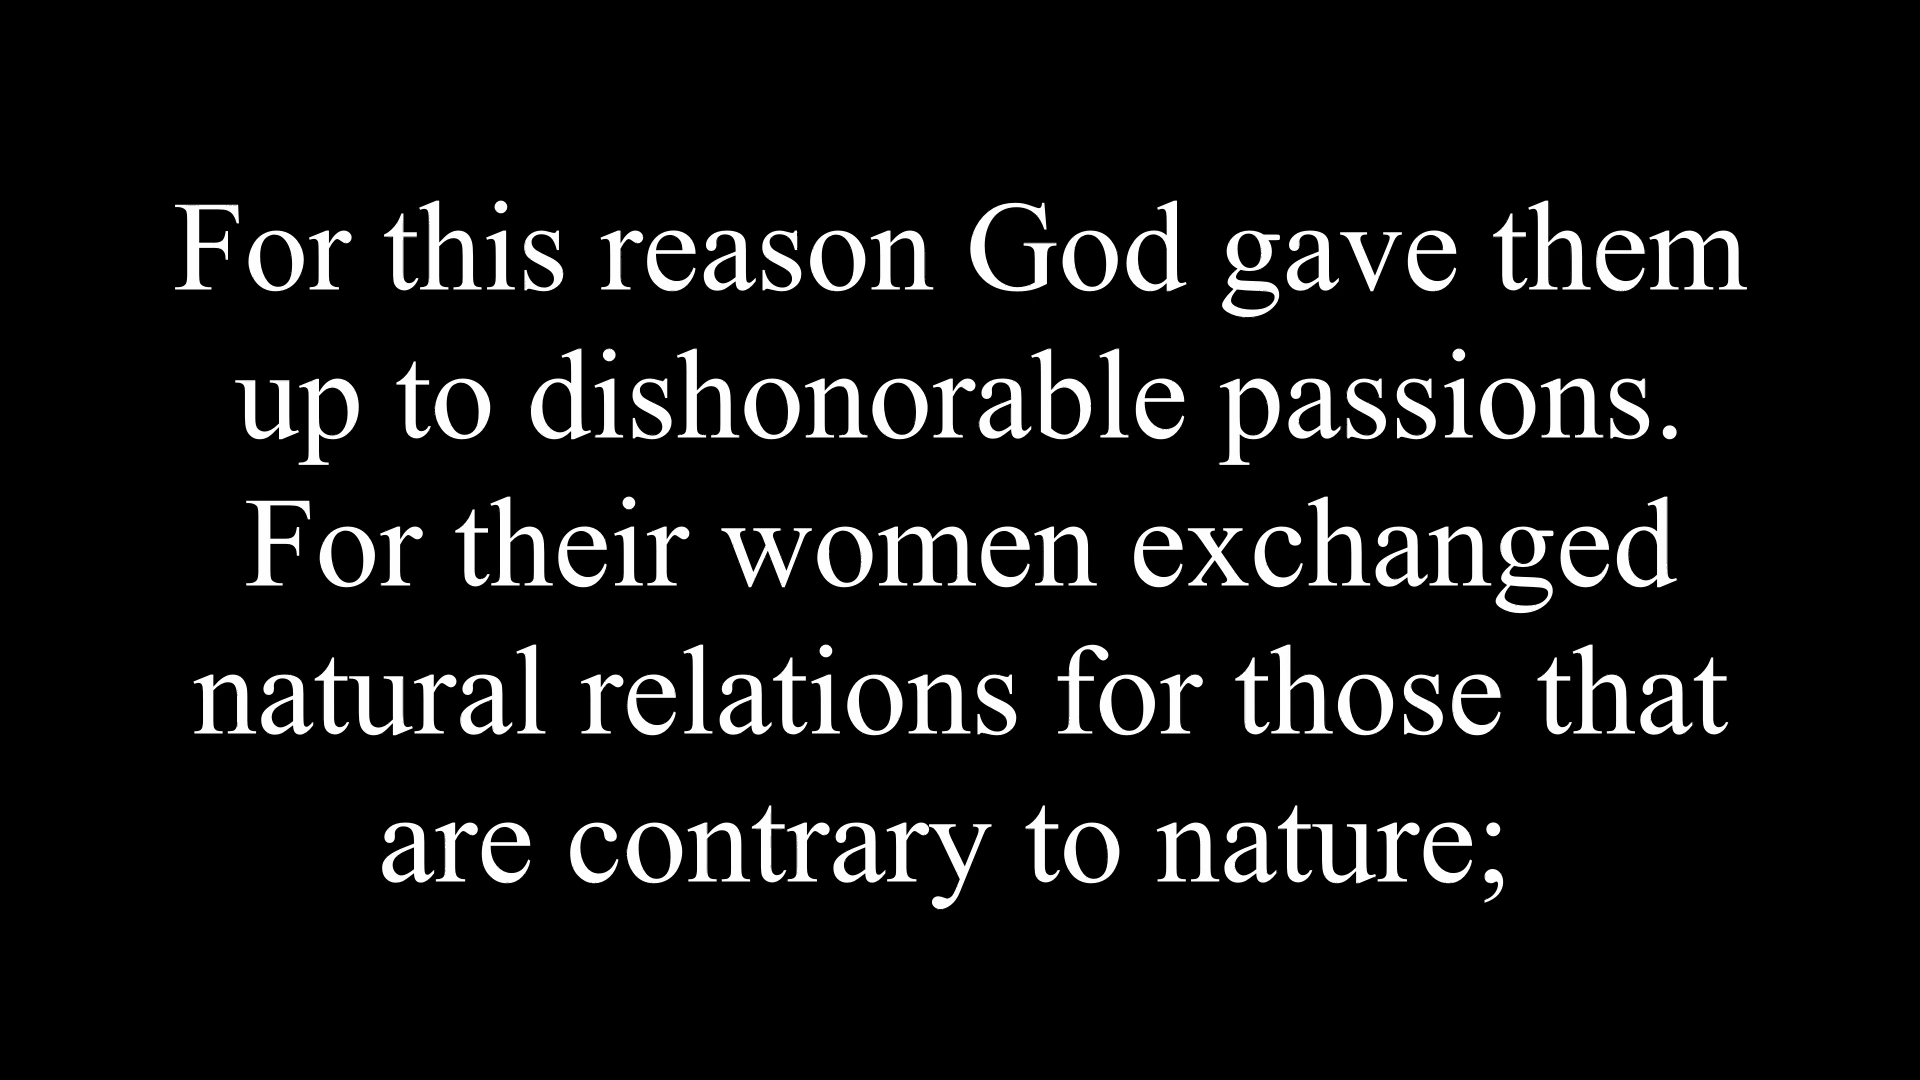 For this reason God gave them
up to dishonorable passions.
For their women exchanged
natural relations for those that
are contrary to nature;